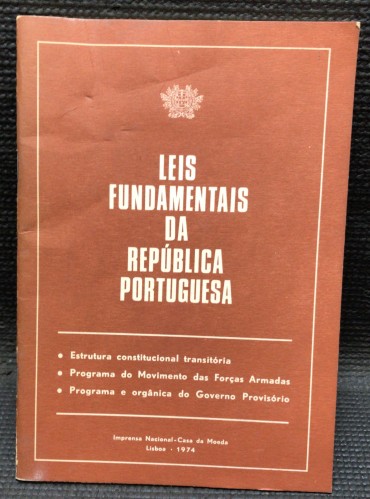 LEIS
FUNDAMENTAIS
DA
REPÚBLICA
PORTUGUESA
• Estrutura constitucional transitória
• Programa do Movimento das Forças Armadas
• Programa e orgânica do Governo Provisório
Imprensa Nacional-Casa da Moeda
Lisboa · 1974